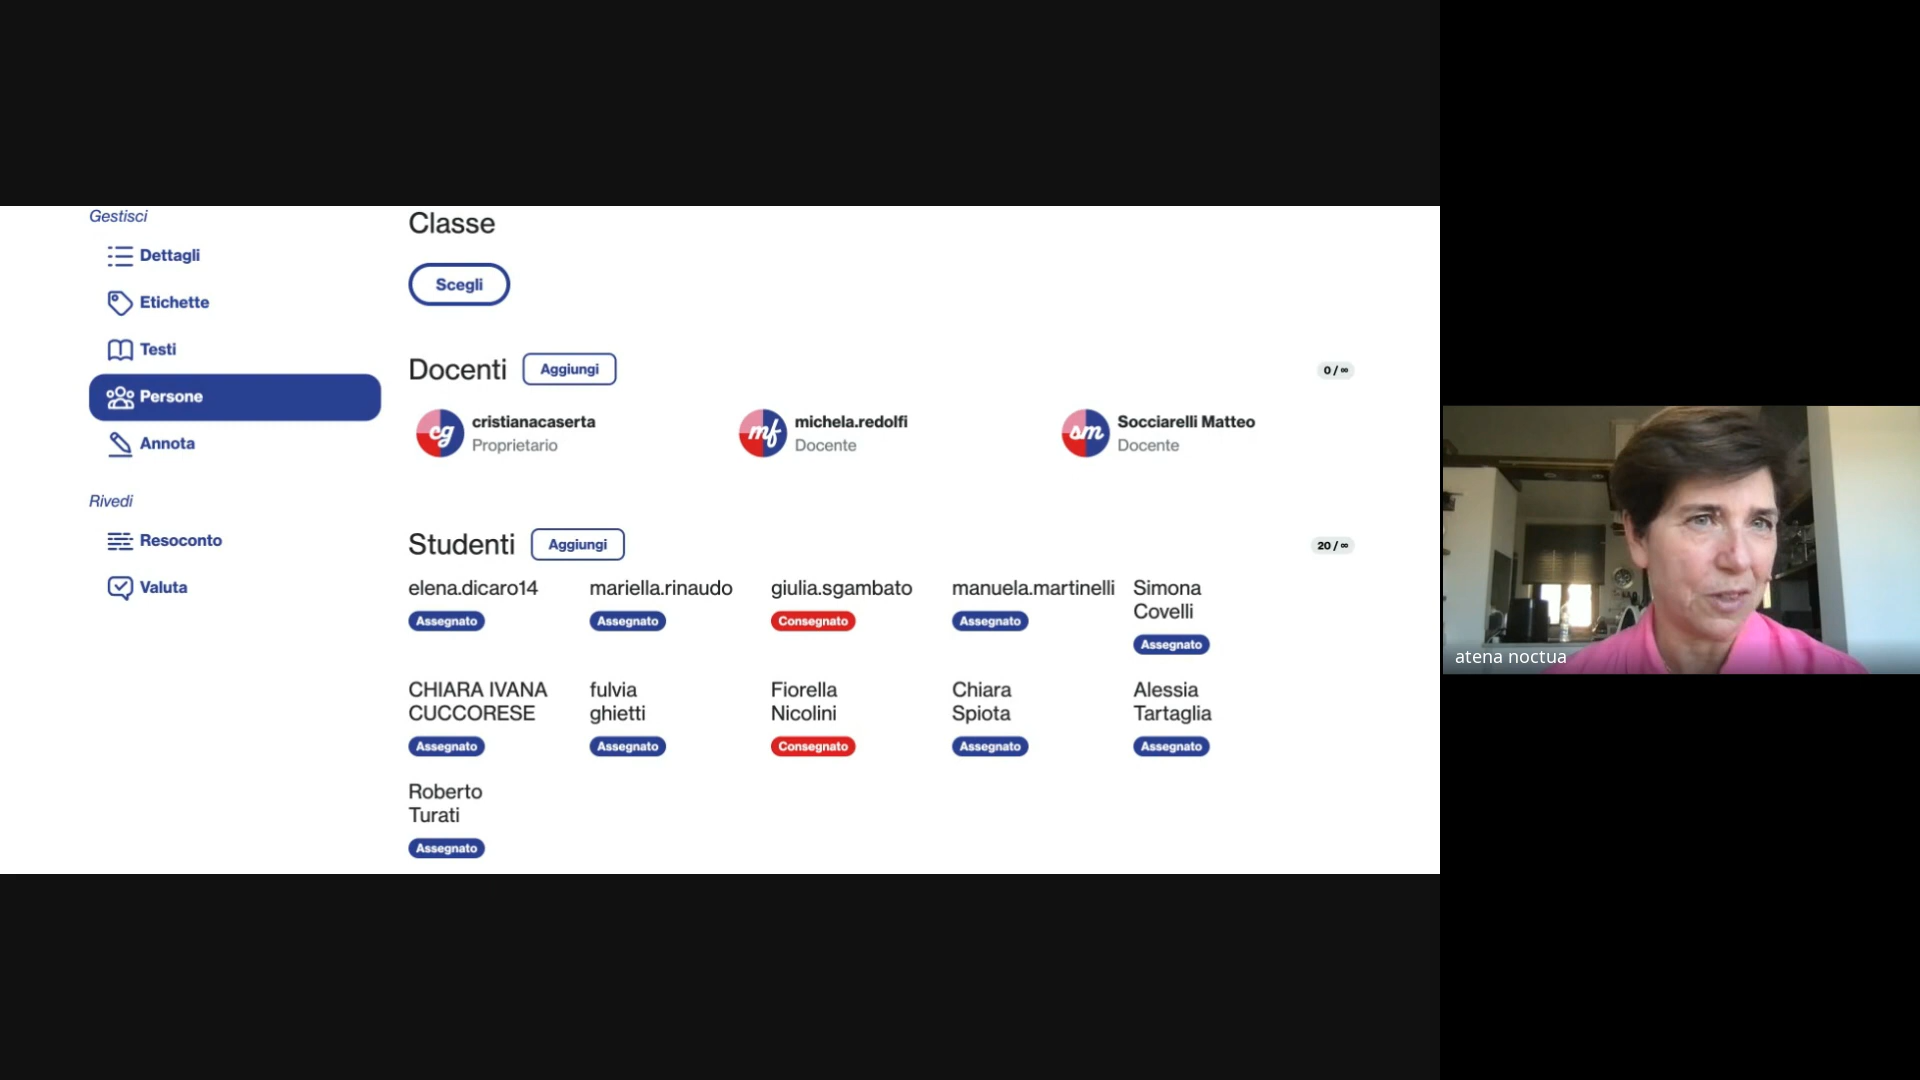 Gestisci
Dettagli
Etichette
Testi
Persone
Annota
Rivedi
Resoconto
Valuta
Classe
Scegli
Docenti Aggiungi 0 / ∞
cg cristianacaserta mf michela.redolfi sm Socciarelli Matteo
Proprietario Docente Docente
Studenti Aggiungi 20 / ∞
elena.dicaro14 mariella.rinaudo giulia.sgambato manuela.martinelli Simona
Covelli
Assegnato Assegnato Consegnato Assegnato Assegnato
CHIARA IVANA fulvia Fiorella Chiara Alessia
CUCCORESE ghietti Nicolini Spiota Tartaglia
Assegnato Assegnato Consegnato Assegnato Assegnato
Roberto
Turati
Assegnato
atena noctua